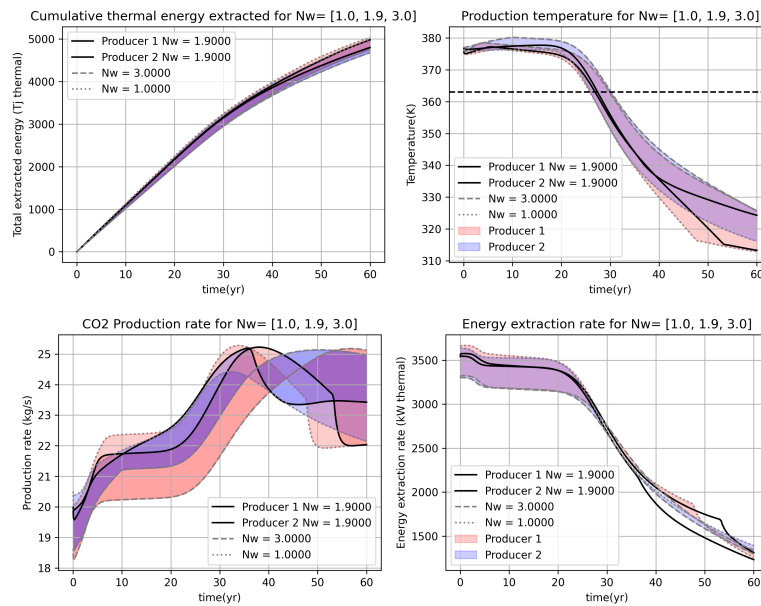 Cumulative thermal energy extracted for Nw= [1.0, 1.9, 3.0]
Total extracted energy (Tj thermal)
5000
4000
3000
2000
1000
0
Producer 1 Nw = 1.9000
Producer 2 Nw = 1.9000
Nw = 3.0000
Nw = 1.0000
0 10 20 30 40 50 60
time(yr)
Production temperature for Nw= [1.0, 1.9, 3.0]
Temperature(K)
380
370
360
350
340
330
320
310
Producer 1 Nw = 1.9000
Producer 2 Nw = 1.9000
Nw = 3.0000
Nw = 1.0000
Producer 1
Producer 2
0 10 20 30 40 50 60
time(yr)
CO2 Production rate for Nw= [1.0, 1.9, 3.0]
Production rate (kg/s)
25
24
23
22
21
20
19
18
Producer 1 Nw = 1.9000
Producer 2 Nw = 1.9000
Nw = 3.0000
Nw = 1.0000
0 10 20 30 40 50 60
time(yr)
Energy extraction rate for Nw= [1.0, 1.9, 3.0]
Energy extraction rate (kW thermal)
3500
3000
2500
2000
1500
Producer 1 Nw = 1.9000
Producer 2 Nw = 1.9000
Nw = 3.0000
Nw = 1.0000
Producer 1
Producer 2
0 10 20 30 40 50 60
time(yr)